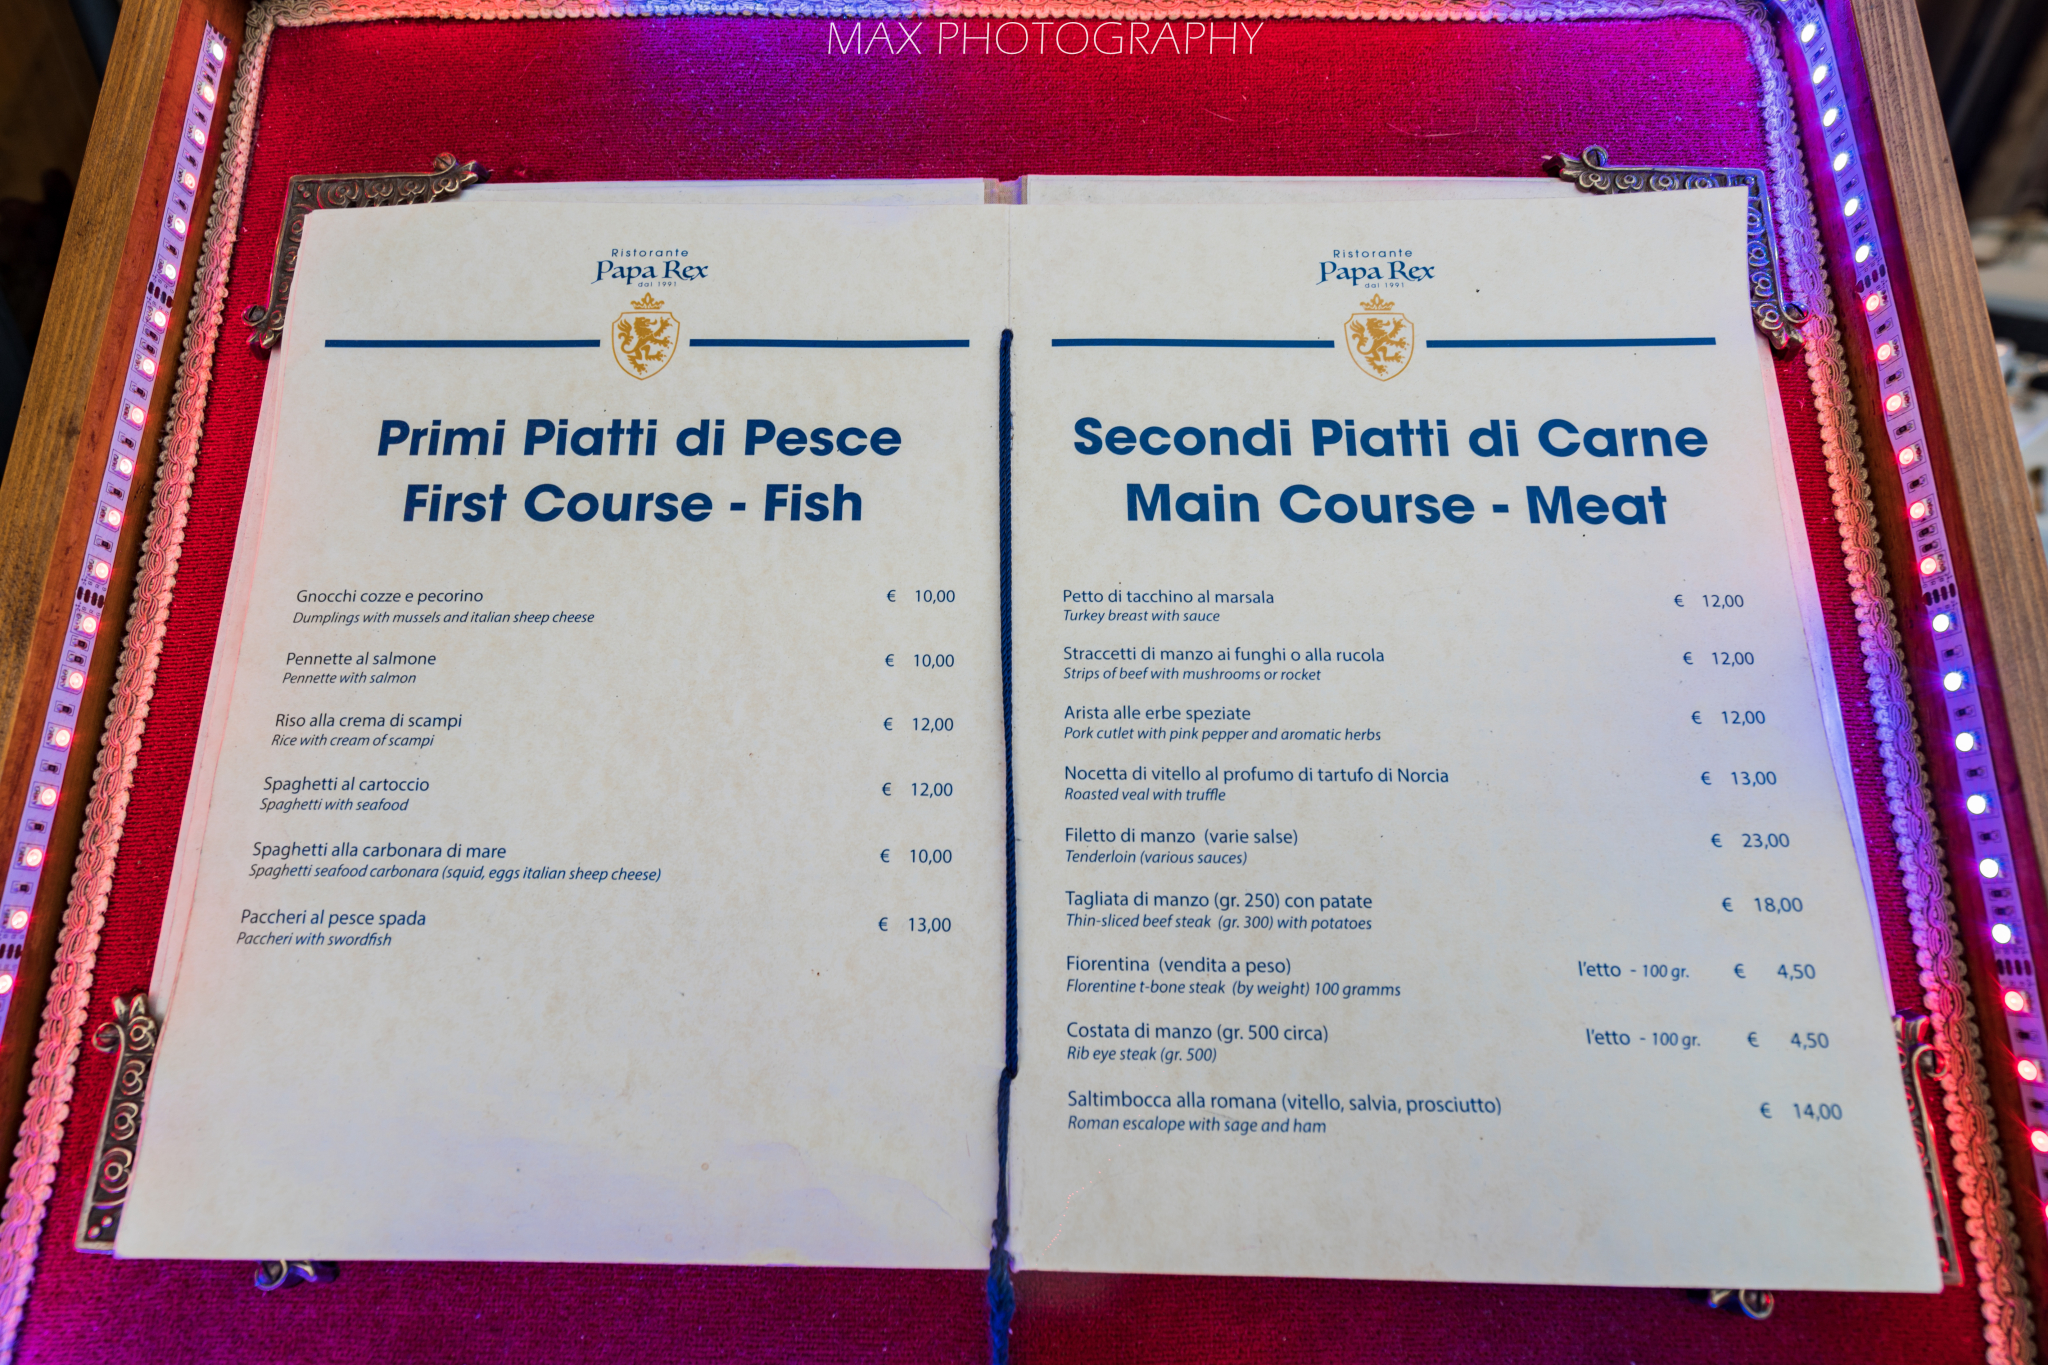 MAX PHOTOGRAPHY
Ristorante
Papa Rex
dal 1991
Primi Piatti di Pesce
First Course - Fish
Gnocchi cozze e pecorino € 10,00
Dumplings with mussels and italian sheep cheese
Pennette al salmone € 10,00
Pennette with salmon
Riso alla crema di scampi € 12,00
Rice with cream of scampi
Spaghetti al cartoccio € 12,00
Spaghetti with seafood
Spaghetti alla carbonara di mare € 10,00
Spaghetti seafood carbonara (squid, eggs italian sheep cheese)
Paccheri al pesce spada € 13,00
Paccheri with swordfish
Ristorante
Papa Rex
dal 1991
Secondi Piatti di Carne
Main Course - Meat
Petto di tacchino al marsala € 12,00
Turkey breast with sauce
Straccetti di manzo ai funghi o alla rucola € 12,00
Strips of beef with mushrooms or rocket
Arista alle erbe speziate € 12,00
Pork cutlet with pink pepper and aromatic herbs
Nocetta di vitello al profumo di tartufo di Norcia € 13,00
Roasted veal with truffle
Filetto di manzo (varie salse) € 23,00
Tenderloin (various sauces)
Tagliata di manzo (gr. 250) con patate € 18,00
Thin-sliced beef steak (gr. 300) with potatoes
Fiorentina (vendita a peso) l'etto - 100 gr. € 4,50
Florentine t-bone steak (by weight) 100 gramms
Costata di manzo (gr. 500 circa) l'etto - 100 gr. € 4,50
Rib eye steak (gr. 500)
Saltimbocca alla romana (vitello, salvia, prosciutto) € 14,00
Roman escalope with sage and ham